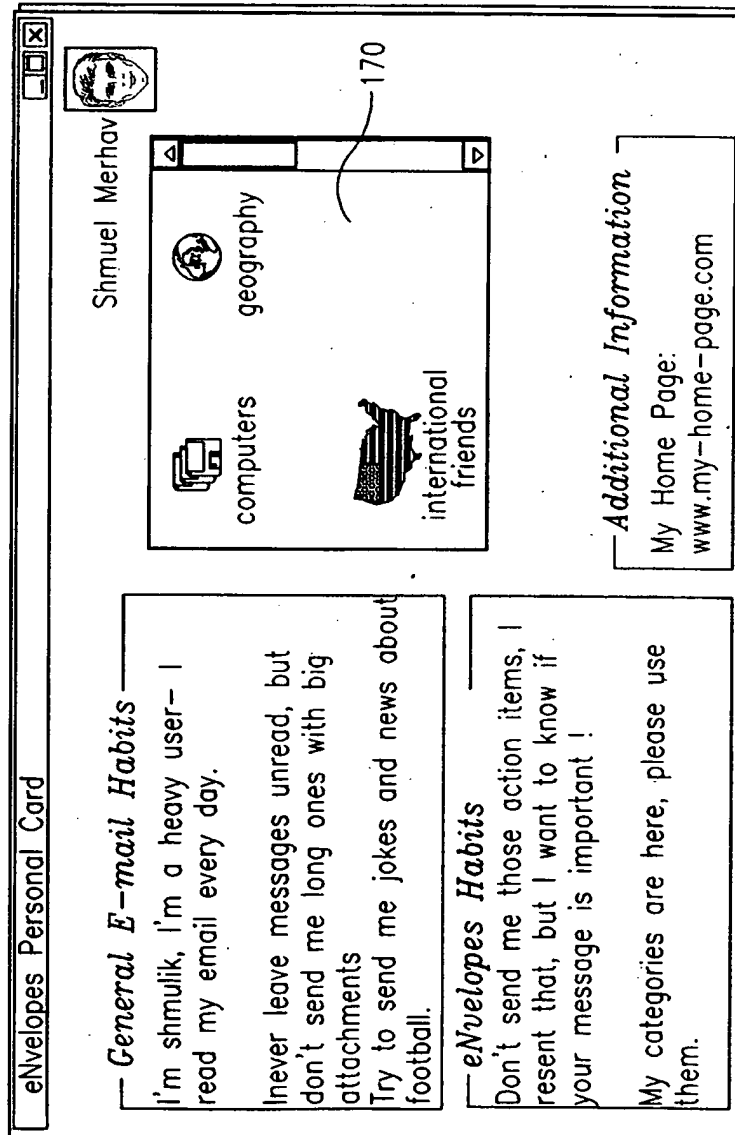 eNvelopes Personal Card
Shmuel Merhav
General E-mail Habits
I'm shmulik, I'm a heavy user- I
read my email every day.
Inever leave messages unread, but
don't send me long ones with big
attachments
Try to send me jokes and news about
football.
computers
geography
international
friends
170
eNvelopes Habits
Don't send me those action items, I
resent that, but I want to know if
your message is important !
My categories are here, please use
them.
Additional Information
My Home Page:
www.my-home-page.com